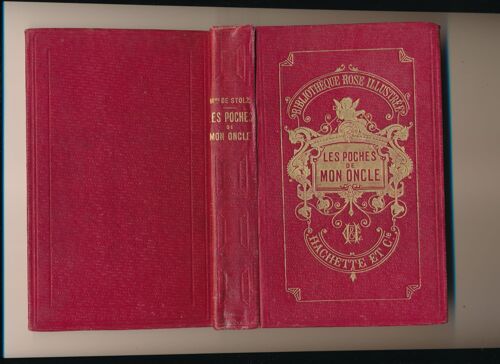 Mme DE STOLZ
LES POCHES
DE
MON ONCLE
BIBLIOTHÈQUE ROSE ILLUSTRÉE
LES POCHES
DE
MON ONCLE
HACHETTE ET Cie